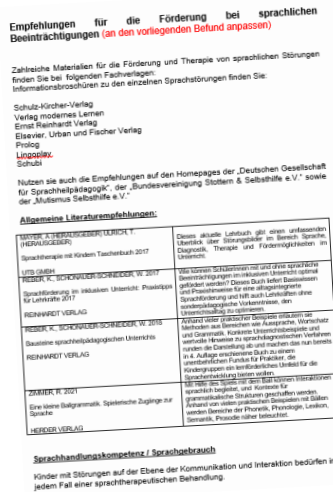 Empfehlungen für die Förderung bei sprachlichen
Beeinträchtigungen (an den vorliegenden Befund anpassen)
Zahlreiche Materialien für die Förderung und Therapie von sprachlichen Störungen
finden Sie bei folgenden Fachverlagen:
Informationsbroschüren zu den einzelnen Sprachstörungen finden Sie:
Schulz-Kircher-Verlag
Verlag modernes Lernen
Ernst Reinhardt Verlag
Elsevier, Urban und Fischer Verlag
Prolog
Lingoplay
Schubi
Nutzen sie auch die Empfehlungen auf den Homepages der „Deutschen Gesellschaft
für Sprachheilpädagogik“, der „Bundesvereinigung Stottern & Selbsthilfe e.V.“ sowie
der „Mutismus Selbsthilfe e.V.“
Allgemeine Literaturempfehlungen:
MAYER, A. (HERAUSGEBER) ULRICH, T.
(HERAUSGEBER)
Sprachtherapie mit Kindern Taschenbuch 2017
UTB GMBH
Dieses aktuelle Lehrbuch gibt einen umfassenden
Überblick über Störungsbilder im Bereich Sprache,
Diagnostik, Therapie und Fördermöglichkeiten im
Unterricht.
REBER, K., SCHÖNAUER-SCHNEIDER, W. 2017
Sprachförderung im inklusiven Unterricht: Praxistipps
für Lehrkräfte 2017
REINHARDT VERLAG
Wie können SchülerInnen mit und ohne sprachliche
Beeinträchtigungen im inklusiven Unterricht optimal
gefördert werden? Dieses Buch liefert Basiswissen
und Praxishinweise für eine alltagsintegrierte
Sprachförderung und hilft auch Lehrkräften ohne
sonderpädagogische Vorkenntnisse, den
Unterrichtsalltag zu optimieren.
REBER, K., SCHÖNAUER-SCHNEIDER, W. 2018
Bausteine sprachheilpädagogischen Unterrichts
REINHARDT VERLAG
Anhand vieler praktischer Beispiele erläutern sie
Methoden aus Bereichen wie Aussprache, Wortschatz
und Grammatik. Konkrete Unterrichtsbeispiele und
wertvolle Hinweise zu sprachdiagnostischen Verfahren
runden die Darstellung ab und machen das nun bereits
in 4. Auflage erschienene Buch zu einem
unentbehrlichen Fundus für Praktiker, die
Kindergruppen ein lernförderliches Umfeld für die
Sprachentwicklung bieten wollen.
ZIMMER, R. 2021
Eine kleine Ballgrammatik. Spielerische Zugänge zur
Sprache
HERDER VERLAG
Mit Hilfe des Spiels mit dem Ball können Interaktionen
sprachlich begleitet, und Kontexte für
grammatikalische Strukturen geschaffen werden.
Anhand von vielen praktischen Beispielen mit Bällen
werden Bereiche der Phonetik, Phonologie, Lexikon,
Semantik, Prosodie näher beleuchtet.
Sprachhandlungskompetenz / Sprachgebrauch
Kinder mit Störungen auf der Ebene der Kommunikation und Interaktion bedürfen in
jedem Fall einer sprachtherapeutischen Behandlung.